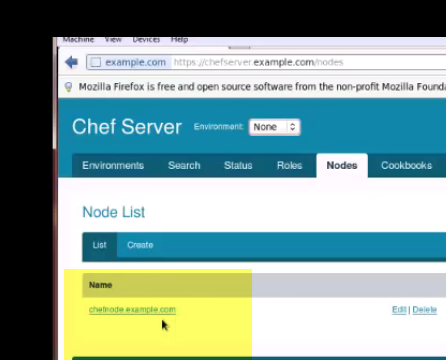 Machine View Devices Help
example.com https://chefserver.example.com/nodes
Mozilla Firefox is free and open source software from the non-profit Mozilla Founda
Chef Server Environment: None
Environments Search Status Roles Nodes Cookbooks
Node List
List Create
Name
chefnode.example.com Edit | Delete